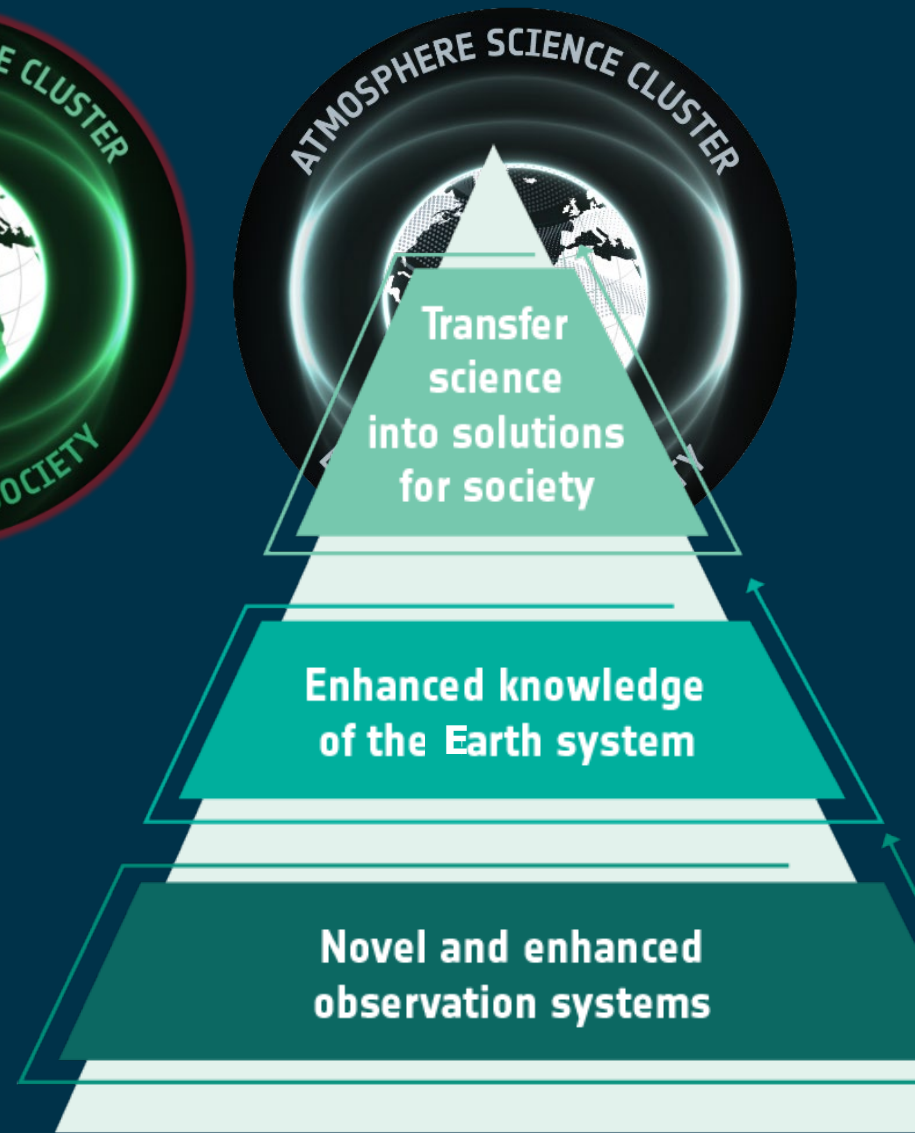 CLUSTER
SOCIETY
ATMOSPHERE SCIENCE CLUSTER
Transfer
science
into solutions
for society
Enhanced knowledge
of the Earth system
Novel and enhanced
observation systems